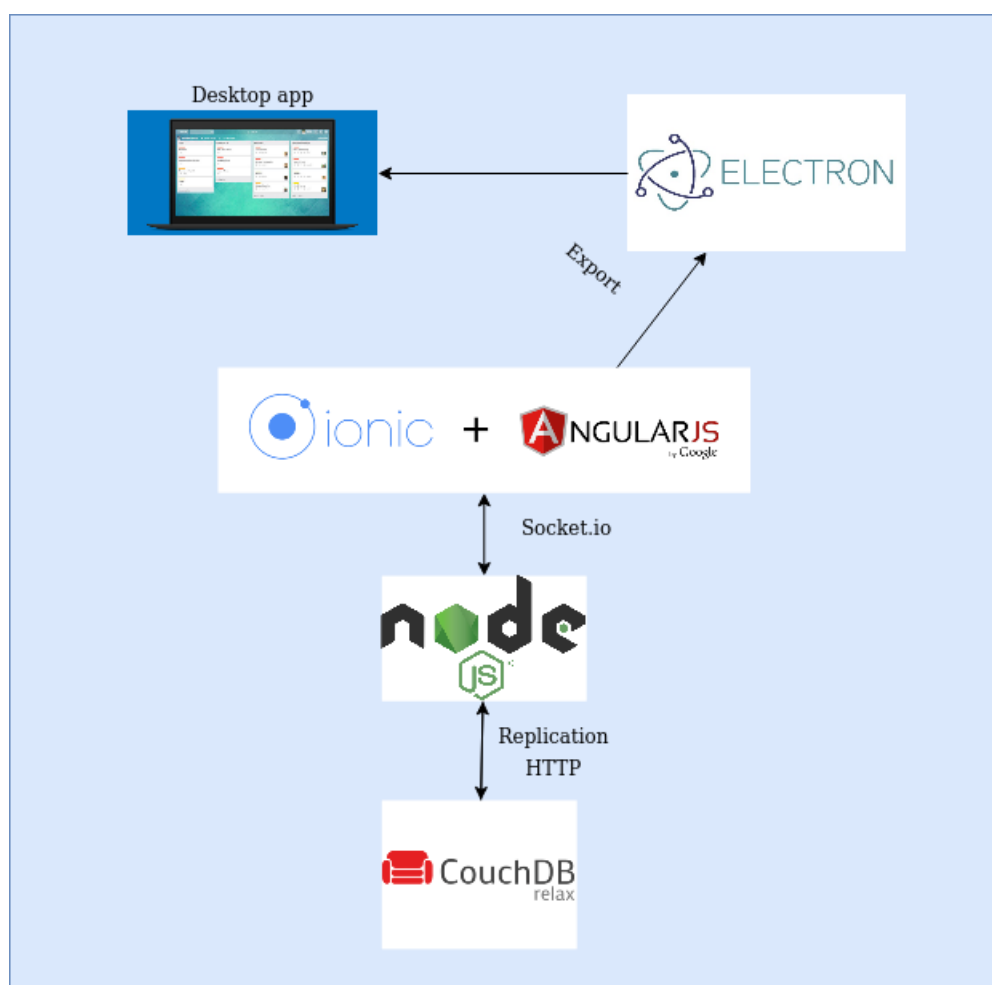 Desktop app
ELECTRON
Export
ionic + ANGULARJS
by Google
Socket.io
node
JS
Replication
HTTP
CouchDB
relax